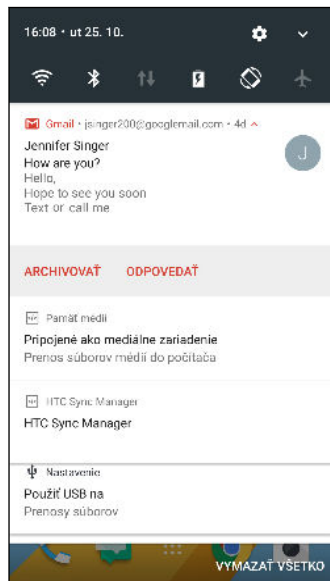 16:08 • ut 25. 10.
Gmail • jsinger200@googlemail.com • 4d
Jennifer Singer
How are you?
Hello,
Hope to see you soon
Text or call me
J
ARCHIVOVAŤ ODPOVEDAŤ
Pamäť médií
Pripojené ako mediálne zariadenie
Prenos súborov médií do počítača
HTC Sync Manager
HTC Sync Manager
Nastavenie
Použiť USB na
Prenosy súborov
VYMAZAŤ VŠETKO